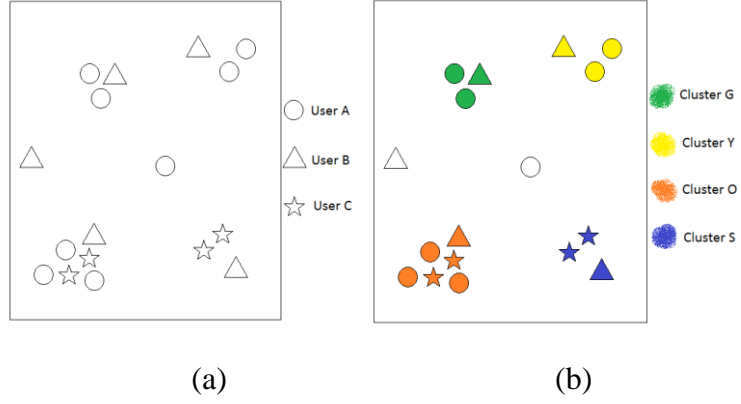 User A
User B
User C
Cluster G
Cluster Y
Cluster O
Cluster S
(a)
(b)